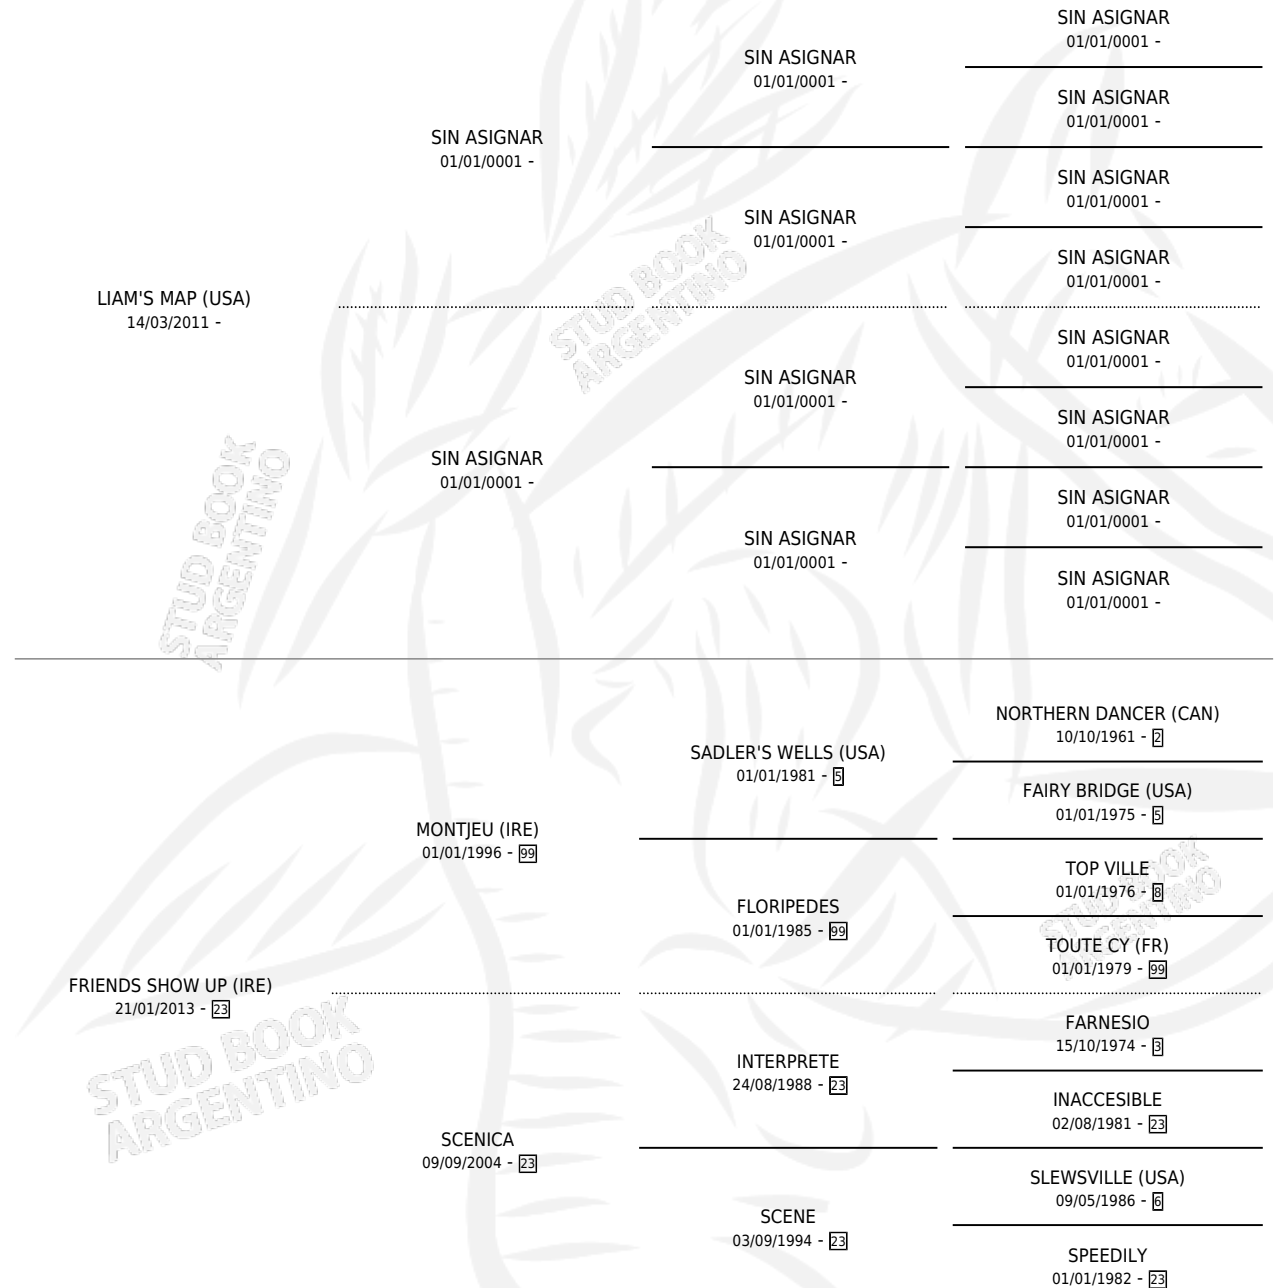 SIN ASIGNAR
01/01/0001 -
SIN ASIGNAR
01/01/0001 -
SIN ASIGNAR
01/01/0001 -
SIN ASIGNAR
01/01/0001 -
SIN ASIGNAR
01/01/0001 -
SIN ASIGNAR
01/01/0001 -
SIN ASIGNAR
01/01/0001 -
STUD BOOK
ARGENTINO
LIAM'S MAP (USA)
14/03/2011 -
SIN ASIGNAR
01/01/0001 -
SIN ASIGNAR
01/01/0001 -
SIN ASIGNAR
01/01/0001 -
SIN ASIGNAR
01/01/0001 -
SIN ASIGNAR
01/01/0001 -
SIN ASIGNAR
01/01/0001 -
SIN ASIGNAR
01/01/0001 -
STUD BOOK
ARGENTINO
NORTHERN DANCER (CAN)
10/10/1961 - 2
SADLER'S WELLS (USA)
01/01/1981 - 5
FAIRY BRIDGE (USA)
01/01/1975 - 5
MONTJEU (IRE)
01/01/1996 - 99
TOP VILLE
01/01/1976 - 8
STUD BOOK
ARGENTINO
FLORIPEDES
01/01/1985 - 99
TOUTE CY (FR)
01/01/1979 - 99
FRIENDS SHOW UP (IRE)
21/01/2013 - 23
FARNESIO
15/10/1974 - 3
STUD BOOK
ARGENTINO
INTERPRETE
24/08/1988 - 23
INACCESIBLE
02/08/1981 - 23
SCENICA
09/09/2004 - 23
SLEWSVILLE (USA)
09/05/1986 - 6
SCENE
03/09/1994 - 23
SPEEDILY
01/01/1982 - 23